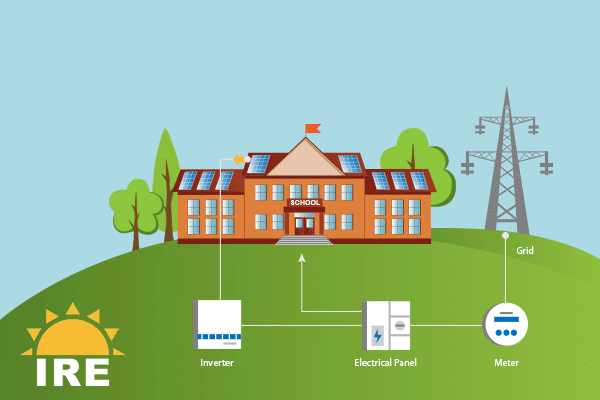 SCHOOL
Grid
Inverter
Electrical Panel
Meter
IRE